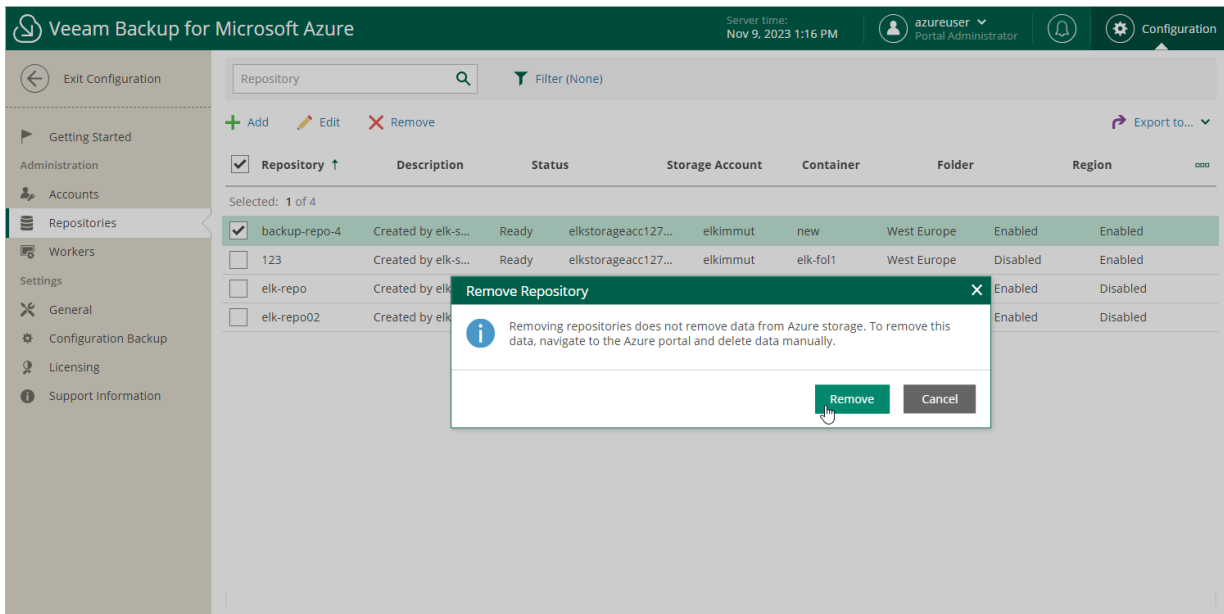 Veeam Backup for Microsoft Azure
Server time:
Nov 9, 2023 1:16 PM
azureuser
Portal Administrator
Configuration
Exit Configuration
Getting Started
Administration
Accounts
Repositories
Workers
Settings
General
Configuration Backup
Licensing
Support Information
Repository
Filter (None)
Add Edit Remove Export to...
Repository ↑ Description Status Storage Account Container Folder Region
Selected: 1 of 4
backup-repo-4 Created by elk-s... Ready elkstorageacc127... elkimmut new West Europe Enabled Enabled
123 Created by elk-s... Ready elkstorageacc127... elkimmut elk-fol1 West Europe Disabled Enabled
elk-repo Created by elk Enabled Disabled
elk-repo02 Created by elk Enabled Disabled
Remove Repository
Removing repositories does not remove data from Azure storage. To remove this
data, navigate to the Azure portal and delete data manually.
Remove Cancel